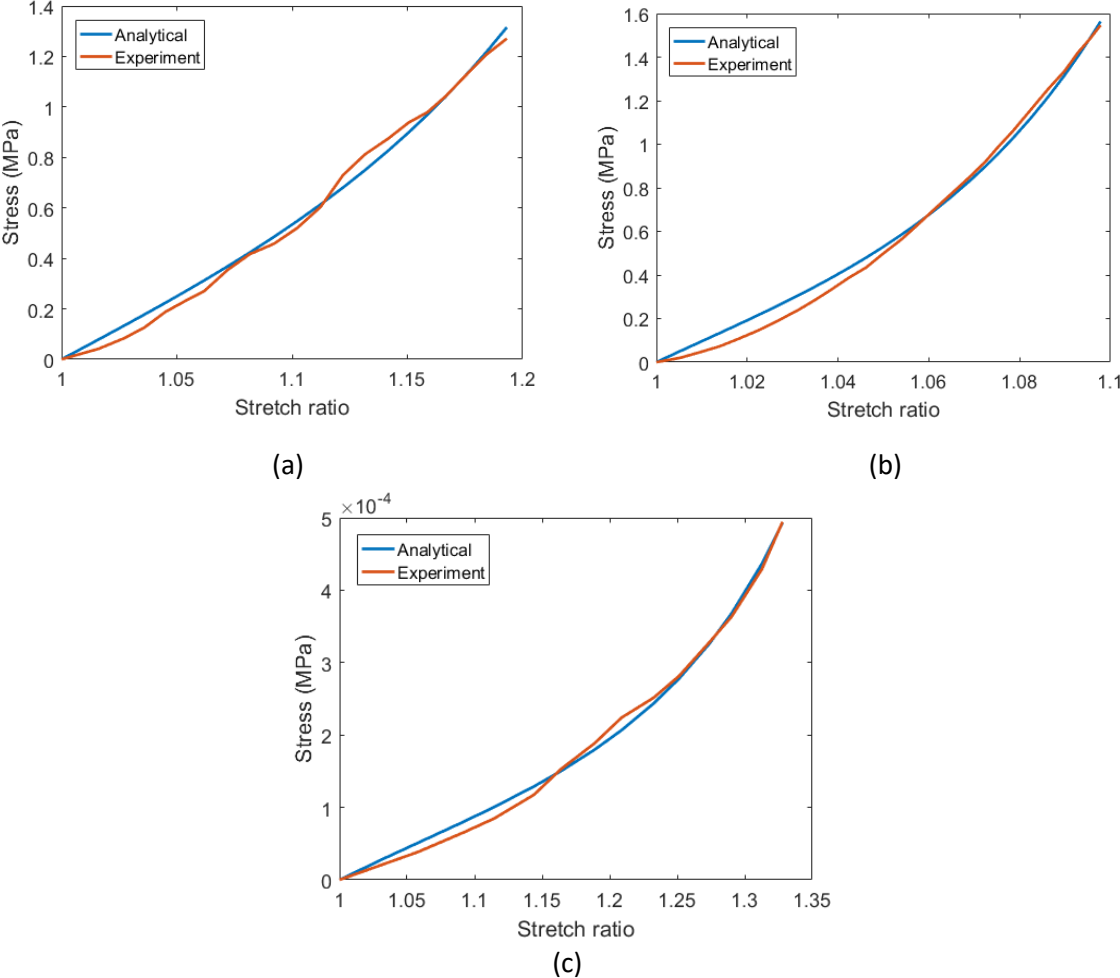 1.4
1.2
1
0.8
0.6
0.4
0.2
0
Stress (MPa)
Analytical
Experiment
1
1.05
1.1
1.15
1.2
Stretch ratio
(a)
1.6
1.4
1.2
1
0.8
0.6
0.4
0.2
0
Stress (MPa)
Analytical
Experiment
1
1.02
1.04
1.06
1.08
1.1
Stretch ratio
(b)
×10-4
5
4
3
2
1
0
Stress (MPa)
Analytical
Experiment
1
1.05
1.1
1.15
1.2
1.25
1.3
1.35
Stretch ratio
(c)